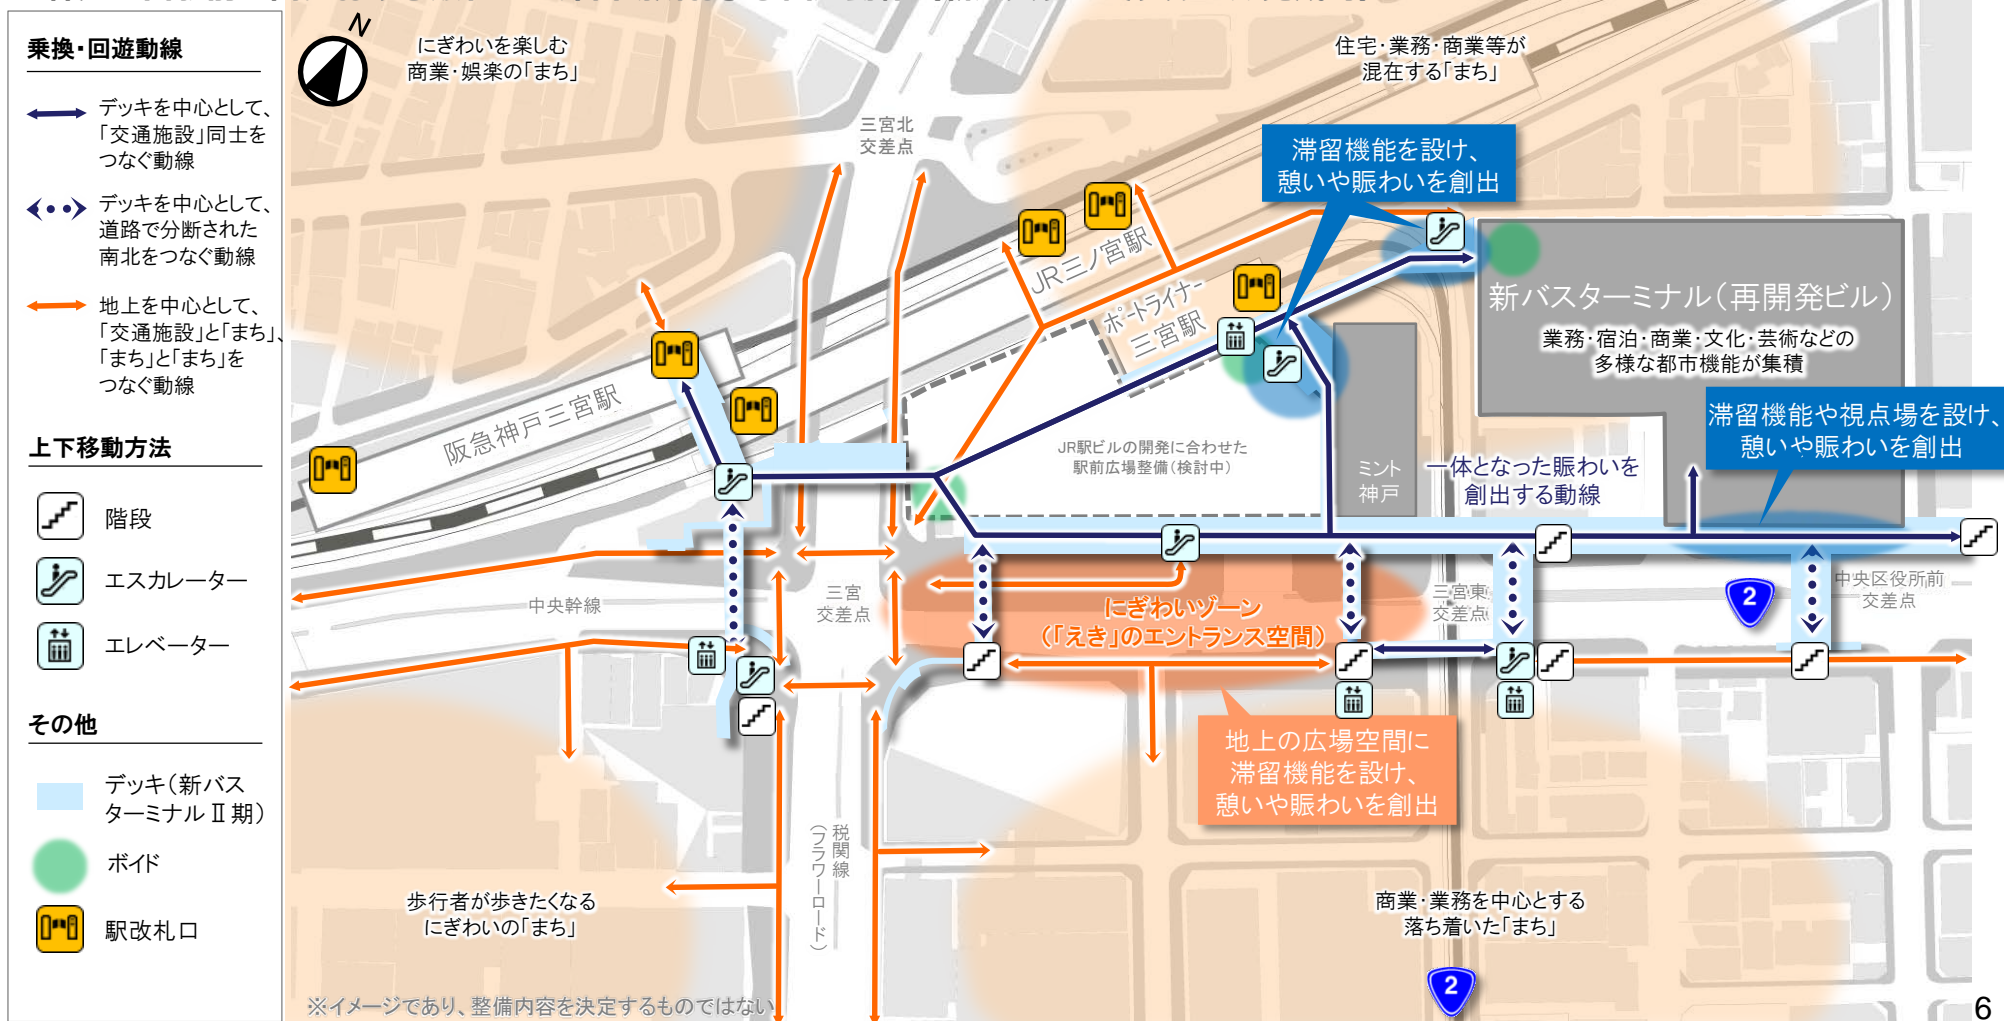 乗換・回遊動線
デッキを中心として、
「交通施設」同士を
つなぐ動線
デッキを中心として、
道路で分断された
南北をつなぐ動線
地上を中心として、
「交通施設」と「まち」、
「まち」と「まち」を
つなぐ動線
上下移動方法
階段
エスカレーター
エレベーター
その他
デッキ（新バス
ターミナルⅡ期）
ボイド
駅改札口
N
にぎわいを楽しむ
商業・娯楽の「まち」
住宅・業務・商業等が
混在する「まち」
三宮北
交差点
滞留機能を設け、
憩いや賑わいを創出
JR三ノ宮駅
ポートライナー
三宮駅
新バスターミナル（再開発ビル）
業務・宿泊・商業・文化・芸術などの
多様な都市機能が集積
阪急神戸三宮駅
滞留機能や視点場を設け、
憩いや賑わいを創出
JR駅ビルの開発に合わせた
駅前広場整備（検討中）
ミント
神戸
一体となった賑わいを
創出する動線
中央幹線
三宮
交差点
にぎわいゾーン
（「えき」のエントランス空間）
三宮東
交差点
2
中央区役所前
交差点
地上の広場空間に
滞留機能を設け、
憩いや賑わいを創出
税関線
（フラワーロード）
歩行者が歩きたくなる
にぎわいの「まち」
商業・業務を中心とする
落ち着いた「まち」
2
※イメージであり、整備内容を決定するものではない
6